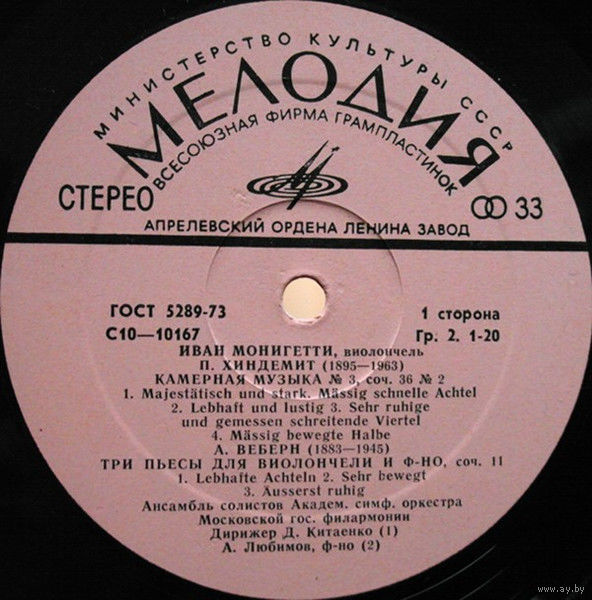 МИНИСТЕРСТВО КУЛЬТУРЫ СССР
МЕЛОДИЯ
ВСЕСОЮЗНАЯ ФИРМА ГРАМПЛАСТИНОК
СТЕРЕО
33
АПРЕЛЕВСКИЙ ОРДЕНА ЛЕНИНА ЗАВОД
ГОСТ 5289-73
1 сторона
С10—10167
Гр. 2. 1-20
ИВАН МОНИГЕТТИ, виолончель
П. ХИНДЕМИТ (1895—1963)
КАМЕРНАЯ МУЗЫКА № 3, соч. 36 № 2
1. Majestätisch und stark. Mässig schnelle Achtel
2. Lebhaft und lustig 3. Sehr ruhige
und gemessen schreitende Viertel
4. Mässig bewegte Halbe
А. ВЕБЕРН (1883—1945)
ТРИ ПЬЕСЫ ДЛЯ ВИОЛОНЧЕЛИ И Ф-НО, соч. 11
1. Lebhafte Achteln 2. Sehr bewegt
3. Äusserst ruhig
Ансамбль солистов Академ. симф. оркестра
Московской гос. филармонии
Дирижер Д. Китаенко (1)
А. Любимов, ф-но (2)
www.ay.by